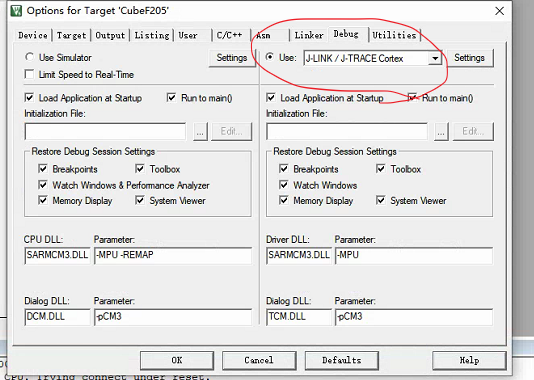 Options for Target 'CubeF205'
Device Target Output Listing User C/C++ Asm Linker Debug Utilities
Use Simulator Settings
Limit Speed to Real-Time
Use: J-LINK / J-TRACE Cortex Settings
Load Application at Startup Run to main()
Initialization File:
... Edit...
Load Application at Startup Run to main()
Initialization File:
... Edit...
Restore Debug Session Settings
Breakpoints Toolbox
Watch Windows & Performance Analyzer
Memory Display System Viewer
Restore Debug Session Settings
Breakpoints Toolbox
Watch Windows
Memory Display System Viewer
CPU DLL: Parameter:
SARMCM3.DLL -MPU -REMAP
Driver DLL: Parameter:
SARMCM3.DLL -MPU
Dialog DLL: Parameter:
DCM.DLL -pCM3
Dialog DLL: Parameter:
TCM.DLL -pCM3
OK Cancel Defaults Help
CPU. Trying connect under reset.